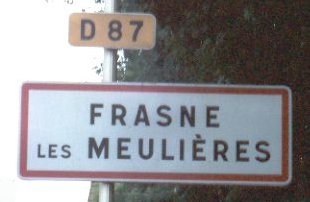 D 87
FRASNE
LES MEULIÈRES